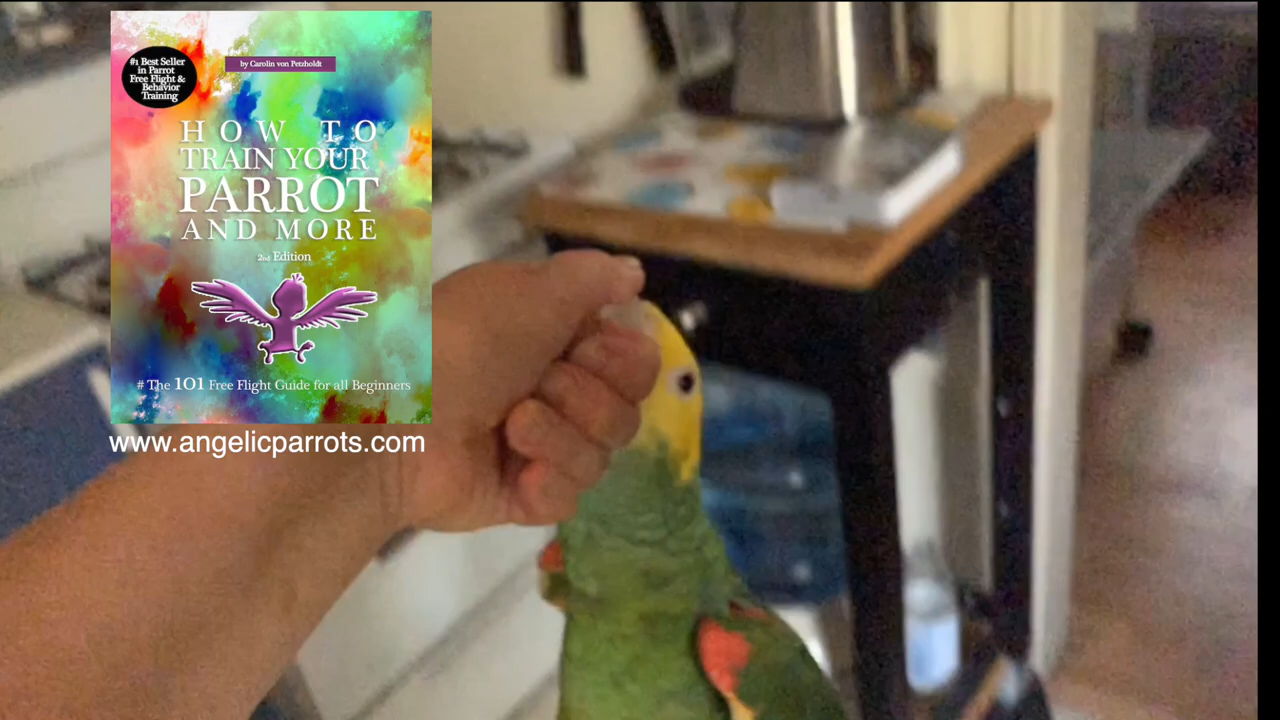 by Carolin von Petzholdt
#1 Best Seller
in Parrot
Free Flight &
Behavior
Training
HOW TO
TRAIN YOUR
PARROT
AND MORE
2nd Edition
# The 101 Free Flight Guide for all Beginners
www.angelicparrots.com